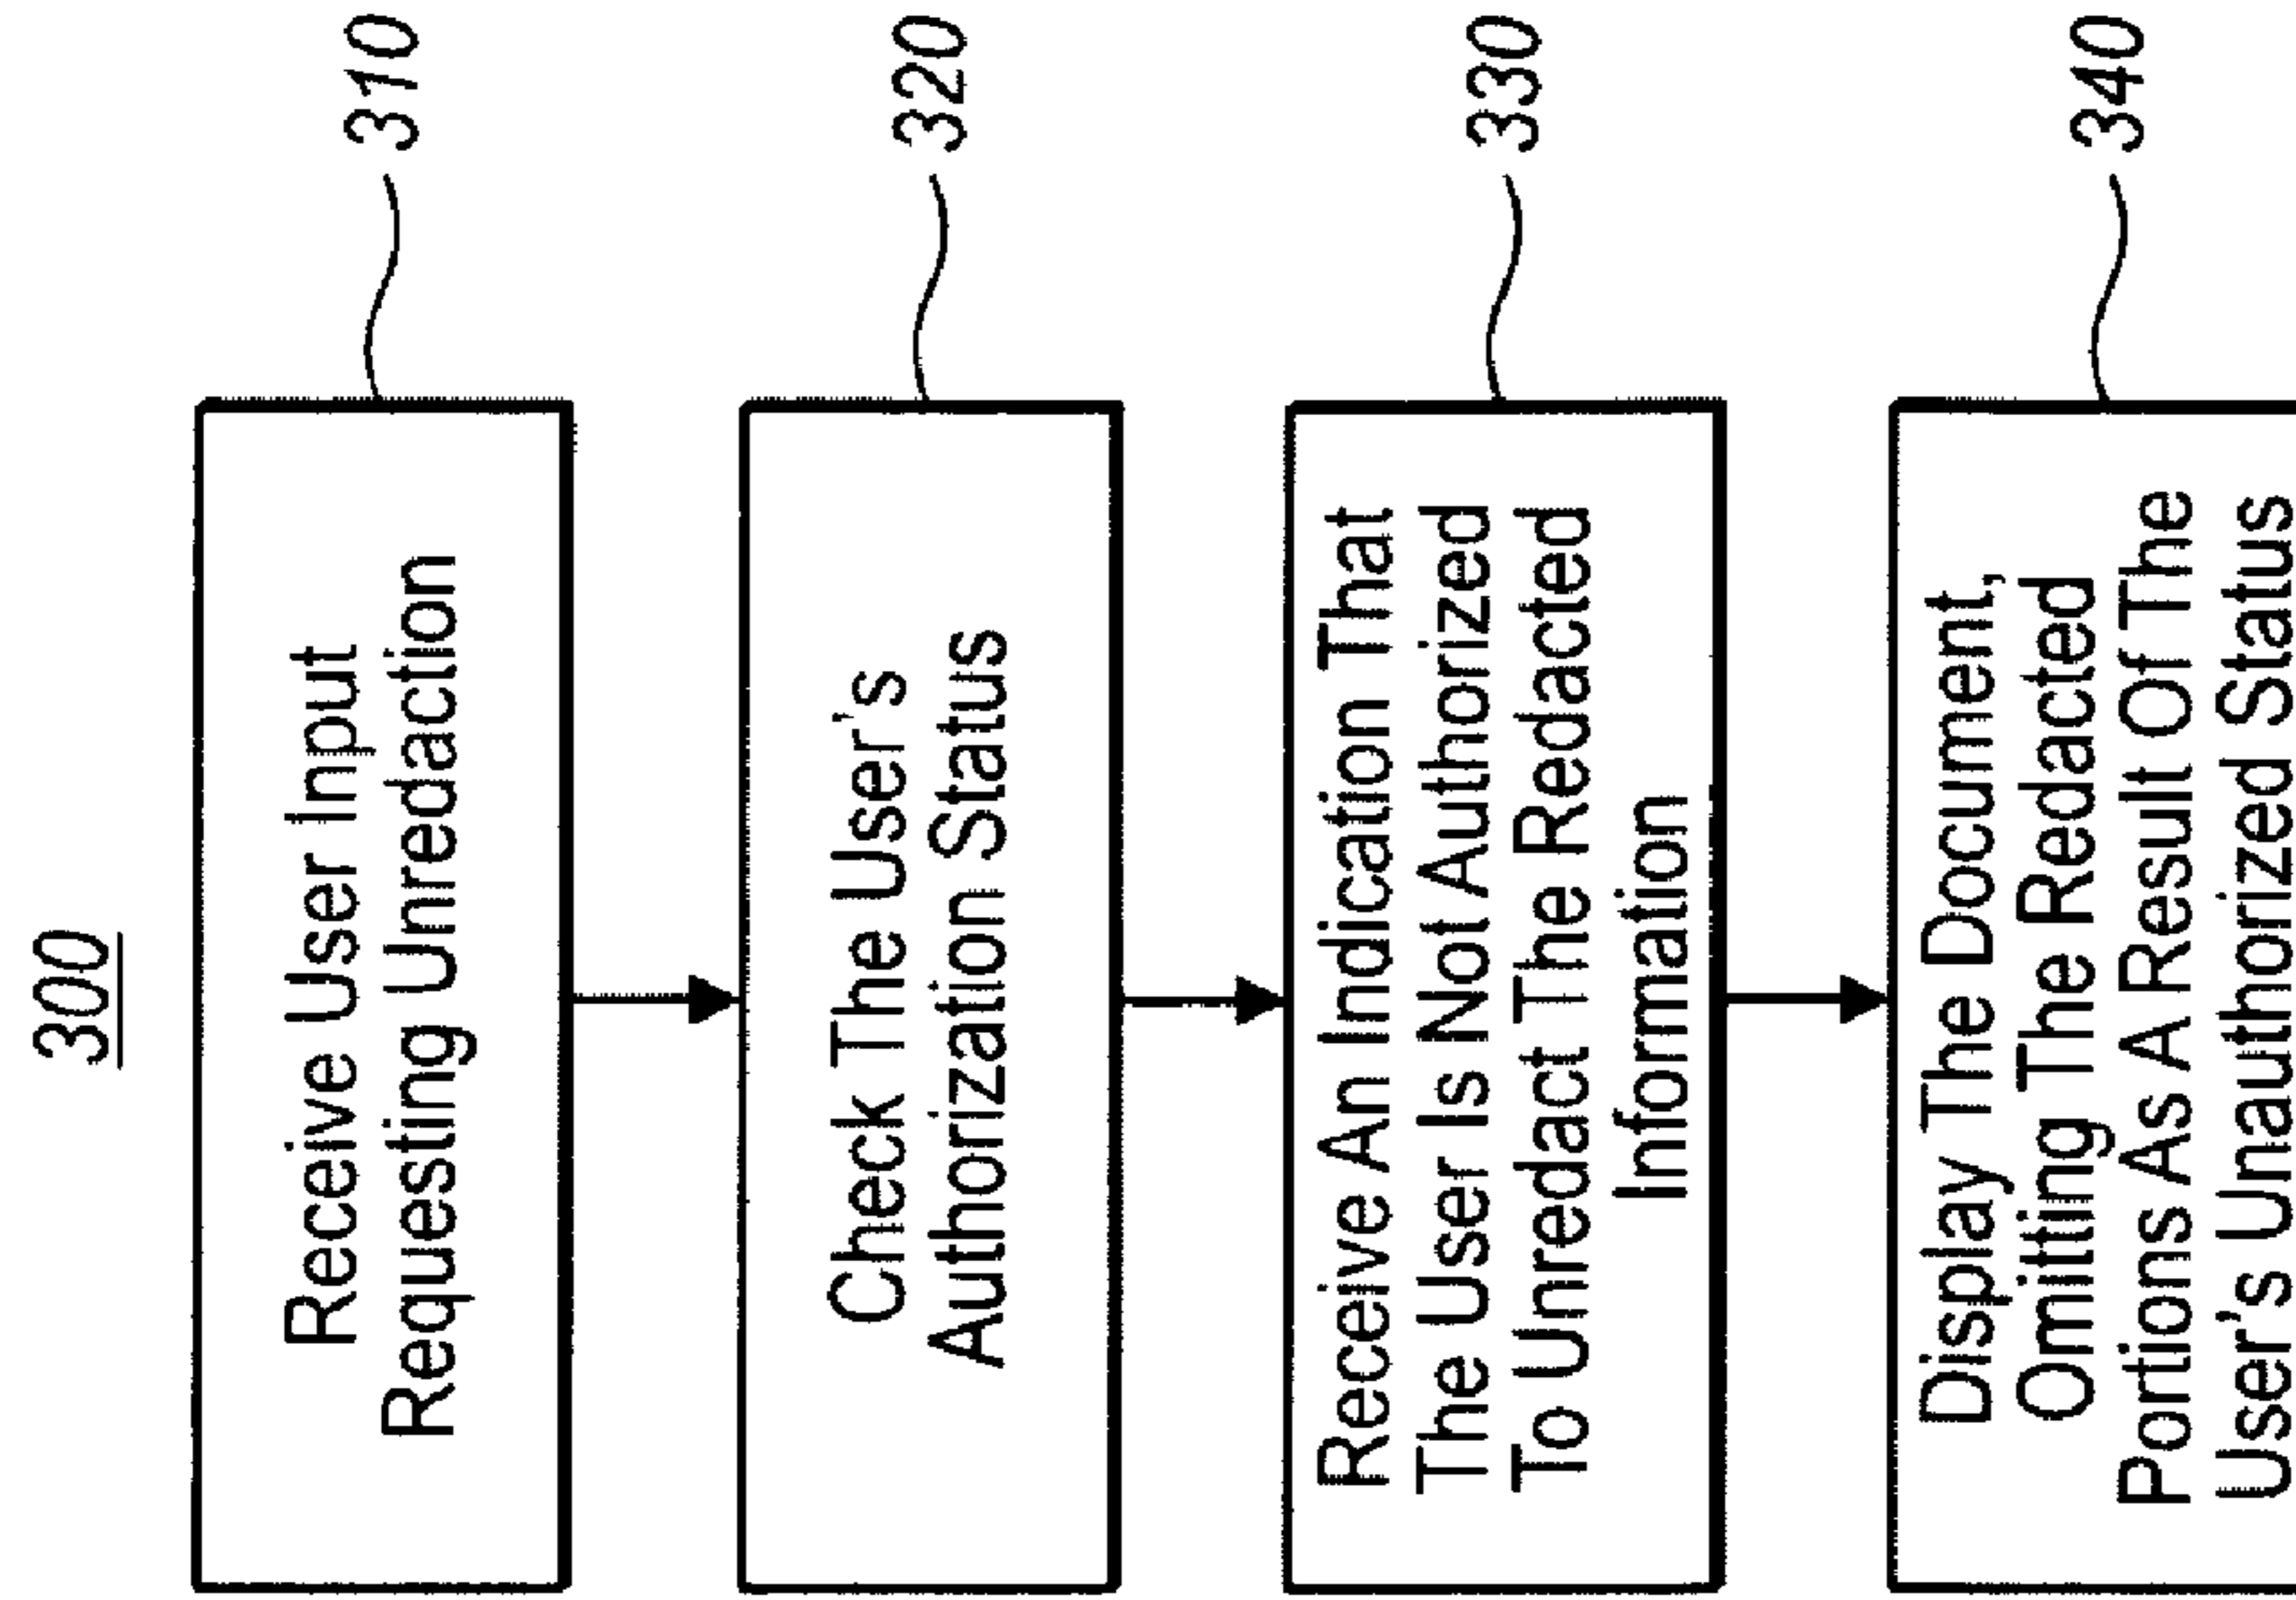 300
Receive User Input
Requesting Unredaction
310
Check The User's
Authorization Status
320
Receive An Indication That
The User Is Not Authorized
To Unredact The Redacted
Information
330
Display The Document,
Omitting The Redacted
Portions As A Result Of The
User's Unauthorized Status
340